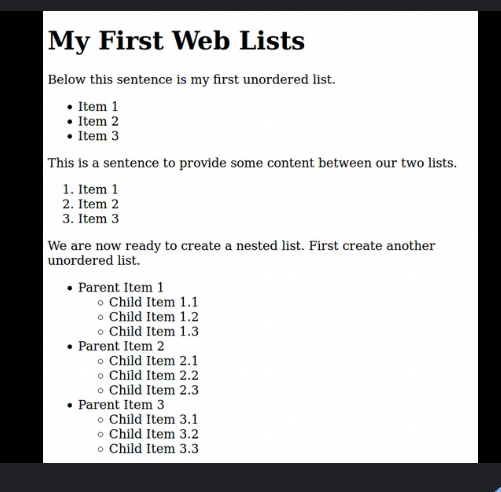 My First Web Lists
Below this sentence is my first unordered list.
• Item 1
• Item 2
• Item 3
This is a sentence to provide some content between our two lists.
1. Item 1
2. Item 2
3. Item 3
We are now ready to create a nested list. First create another
unordered list.
• Parent Item 1
◦ Child Item 1.1
◦ Child Item 1.2
◦ Child Item 1.3
• Parent Item 2
◦ Child Item 2.1
◦ Child Item 2.2
◦ Child Item 2.3
• Parent Item 3
◦ Child Item 3.1
◦ Child Item 3.2
◦ Child Item 3.3